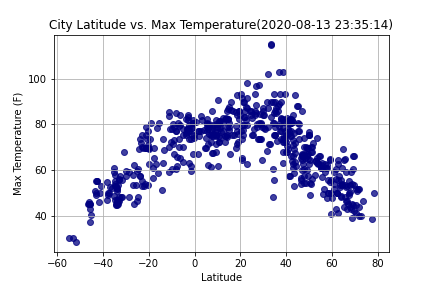 City Latitude vs. Max Temperature(2020-08-13 23:35:14)
100
80
60
40
Max Temperature (F)
−60 −40 −20 0 20 40 60 80
Latitude